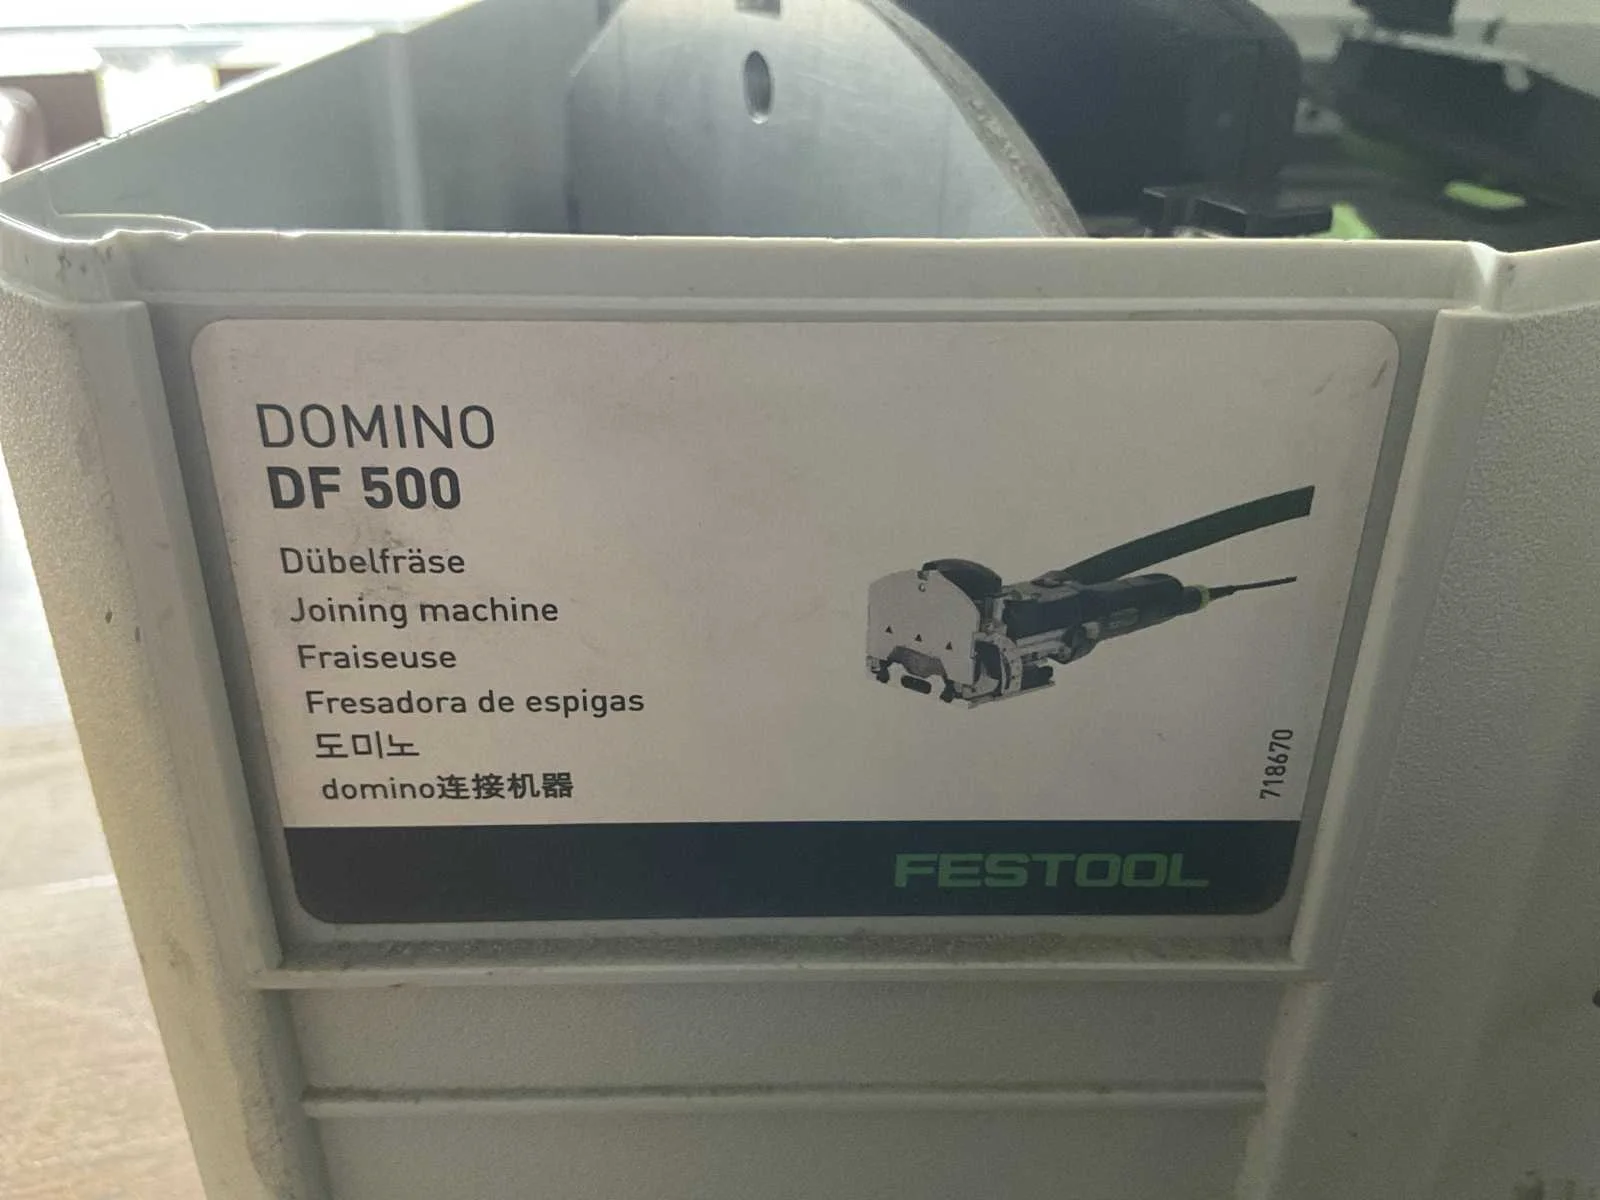 DOMINO
DF 500
Dübelfräse
Joining machine
Fraiseuse
Fresadora de espigas
도미노
domino连接机器
718670
FESTOOL